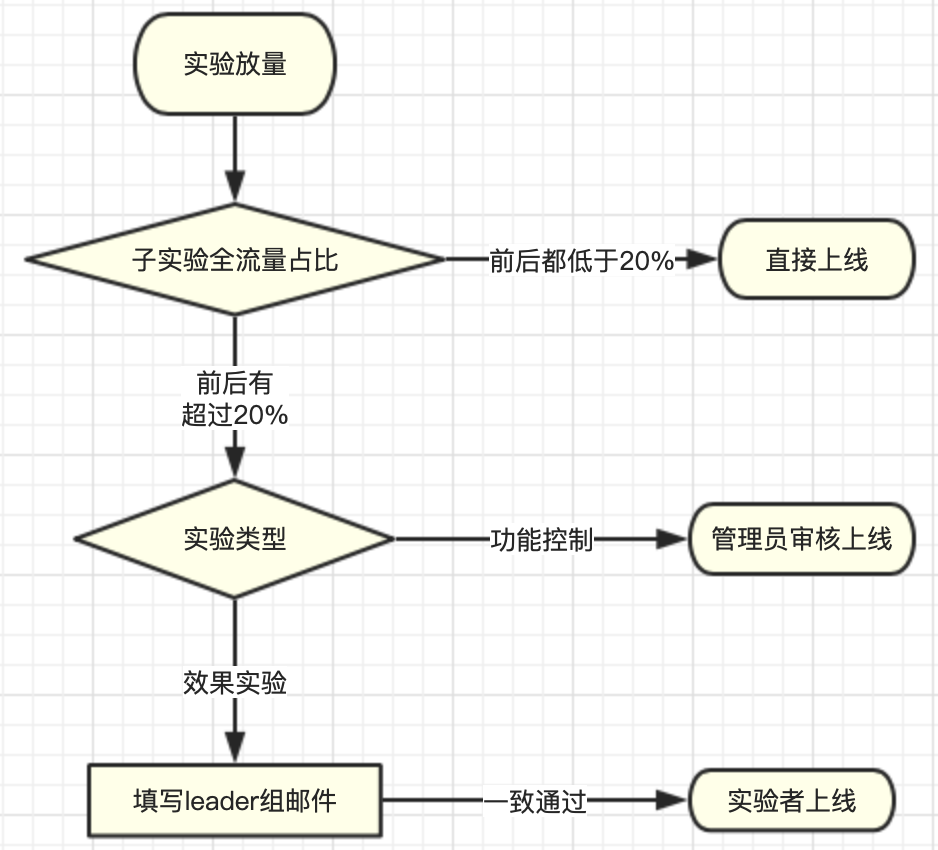 实验放量
子实验全流量占比
前后都低于20%
直接上线
前后有
超过20%
实验类型
功能控制
管理员审核上线
效果实验
填写leader组邮件
一致通过
实验者上线